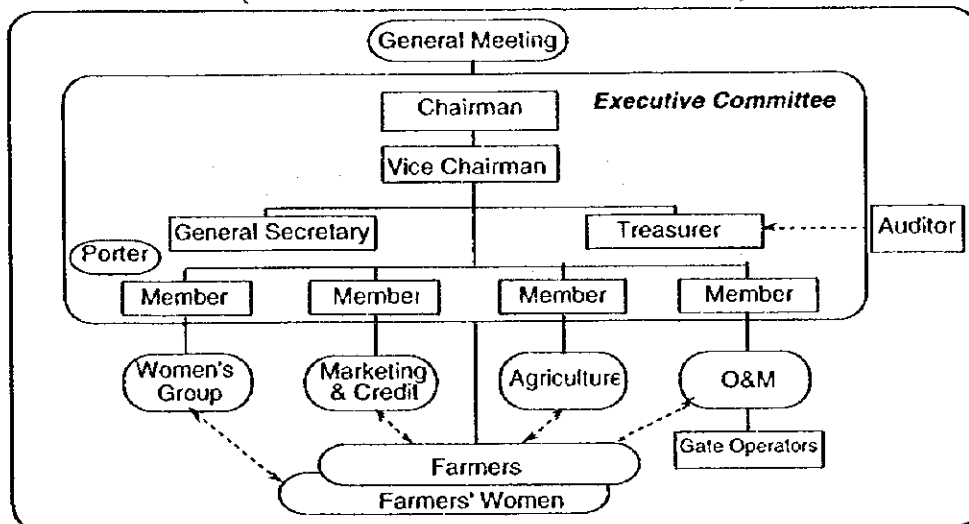 General Meeting
Executive Committee
Chairman
Vice Chairman
General Secretary
Treasurer
Auditor
Porter
Member
Member
Member
Member
Women's
Group
Marketing
& Credit
Agriculture
O&M
Gate Operators
Farmers
Farmers' Women